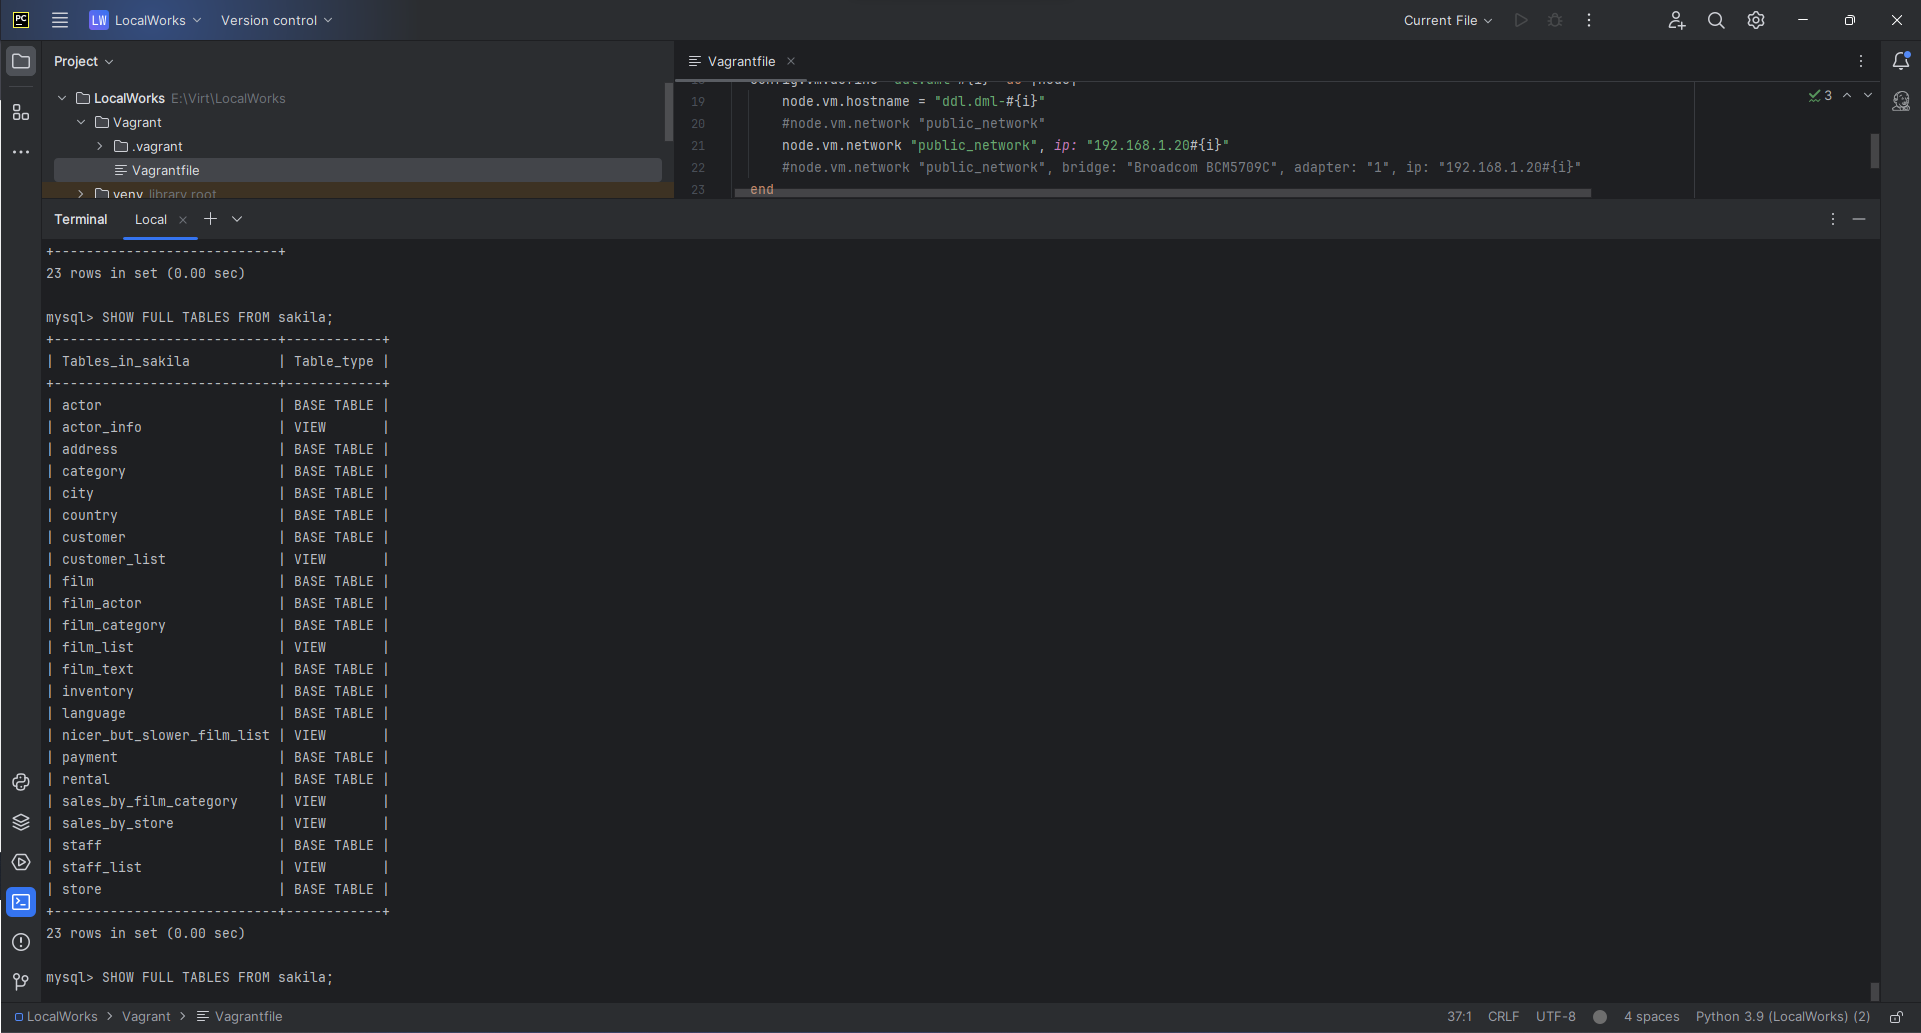 PC LW LocalWorks Version control Current File
Project
Vagrantfile
LocalWorks E:\Virt\LocalWorks
Vagrant
.vagrant
Vagrantfile
venv library root
19 node.vm.hostname = "ddl.dml-#{i}"
3
20 #node.vm.network "public_network"
21 node.vm.network "public_network", ip: "192.168.1.20#{i}"
22 #node.vm.network "public_network", bridge: "Broadcom BCM5709C", adapter: "1", ip: "192.168.1.20#{i}"
23 end
Terminal Local
+----------------------------+
23 rows in set (0.00 sec)
mysql> SHOW FULL TABLES FROM sakila;
+----------------------------+------------+
| Tables_in_sakila           | Table_type |
+----------------------------+------------+
| actor                      | BASE TABLE |
| actor_info                 | VIEW       |
| address                    | BASE TABLE |
| category                   | BASE TABLE |
| city                       | BASE TABLE |
| country                    | BASE TABLE |
| customer                   | BASE TABLE |
| customer_list              | VIEW       |
| film                       | BASE TABLE |
| film_actor                 | BASE TABLE |
| film_category              | BASE TABLE |
| film_list                  | VIEW       |
| film_text                  | BASE TABLE |
| inventory                  | BASE TABLE |
| language                   | BASE TABLE |
| nicer_but_slower_film_list | VIEW       |
| payment                    | BASE TABLE |
| rental                     | BASE TABLE |
| sales_by_film_category     | VIEW       |
| sales_by_store             | VIEW       |
| staff                      | BASE TABLE |
| staff_list                 | VIEW       |
| store                      | BASE TABLE |
+----------------------------+------------+
23 rows in set (0.00 sec)
mysql> SHOW FULL TABLES FROM sakila;
LocalWorks > Vagrant > Vagrantfile
37:1 CRLF UTF-8 4 spaces Python 3.9 (LocalWorks) (2)